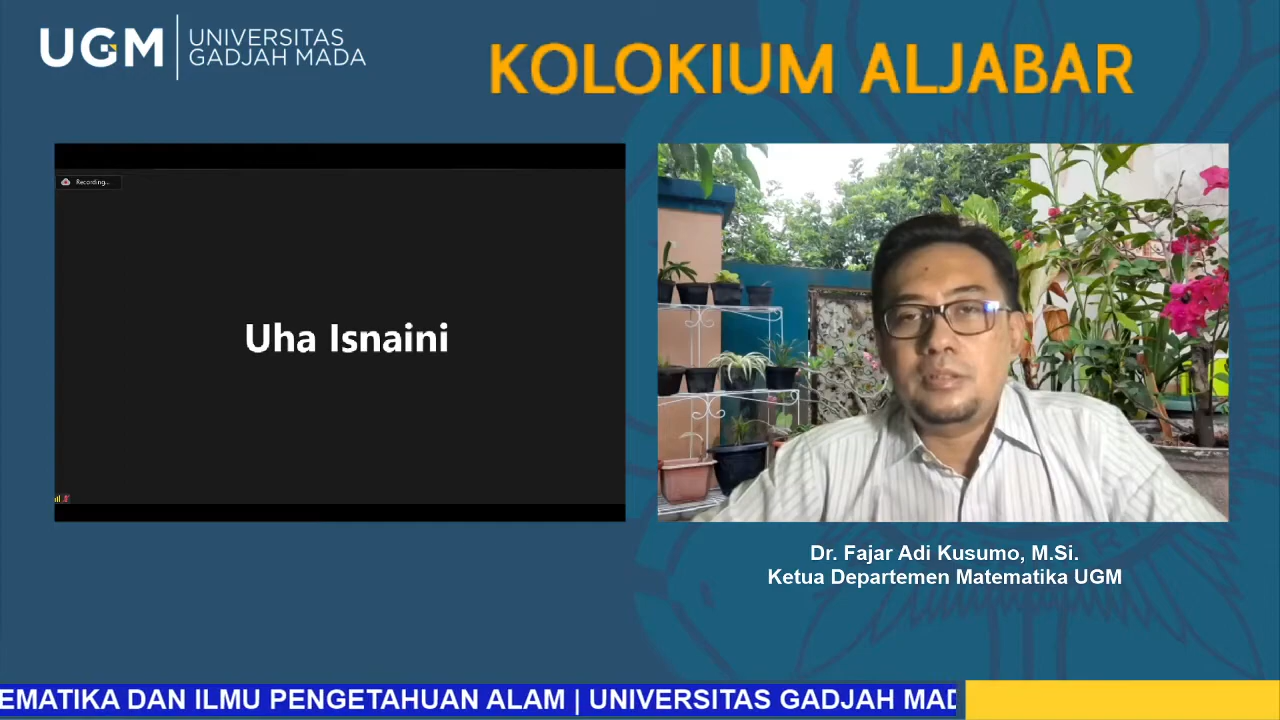 UGM
UNIVERSITAS
GADJAH MADA
KOLOKIUM ALJABAR
Recording...
Uha Isnaini
Dr. Fajar Adi Kusumo, M.Si.
Ketua Departemen Matematika UGM
EMATIKA DAN ILMU PENGETAHUAN ALAM | UNIVERSITAS GADJAH MAD